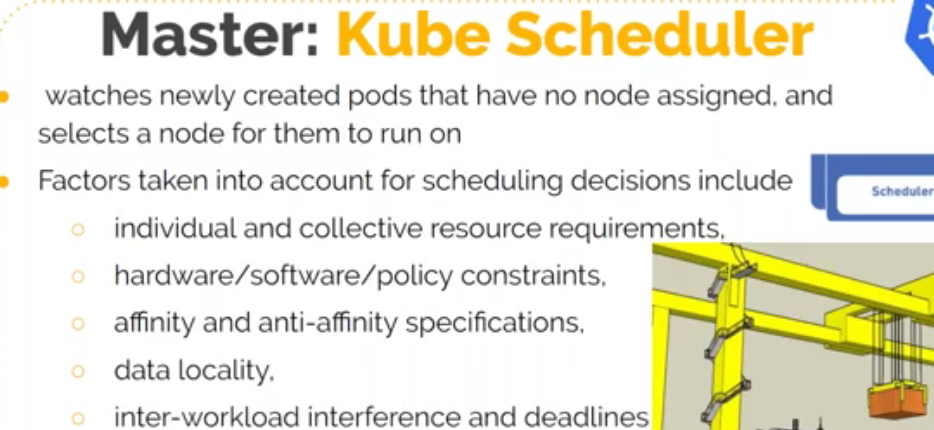 Master: Kube Scheduler
watches newly created pods that have no node assigned, and
selects a node for them to run on
Factors taken into account for scheduling decisions include
Scheduler
individual and collective resource requirements,
hardware/software/policy constraints,
affinity and anti-affinity specifications,
data locality,
inter-workload interference and deadlines